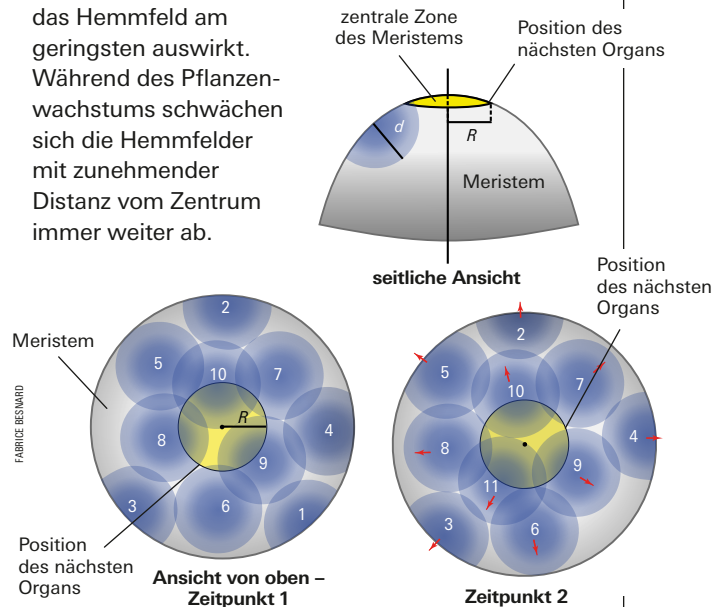 das Hemmfeld am
geringsten auswirkt.
Während des Pflanzen-
wachstums schwächen
sich die Hemmfelder
mit zunehmender
Distanz vom Zentrum
immer weiter ab.
zentrale Zone
des Meristems
Position des
nächsten Organs
d
R
Meristem
seitliche Ansicht
Position
des nächsten
Organs
Meristem
2
5
10
7
R
4
8
9
3
6
1
FABRICE BESNARD
Position
des nächsten
Organs
Ansicht von oben –
Zeitpunkt 1
2
5
7
10
4
8
9
11
3
6
Zeitpunkt 2